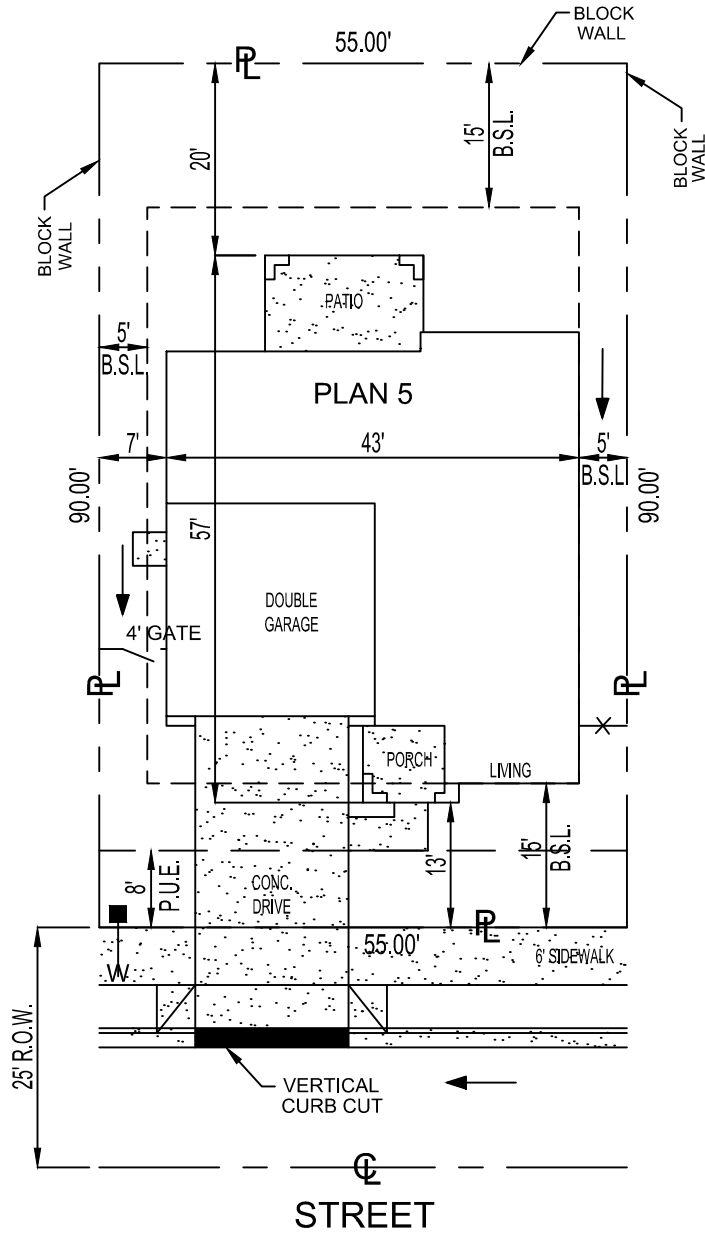 BLOCK
WALL
55.00'
PL
15'
B.S.L.
BLOCK
WALL
20'
BLOCK
WALL
PATIO
5'
B.S.L.
PLAN 5
7'
43'
5'
B.S.L.
90.00'
90.00'
57'
DOUBLE
GARAGE
4' GATE
PL
PL
PORCH
LIVING
8'
P.U.E.
CONC.
DRIVE
13'
15'
B.S.L.
PL
55.00'
6' SIDEWALK
W
25' R.O.W.
VERTICAL
CURB CUT
CL
STREET